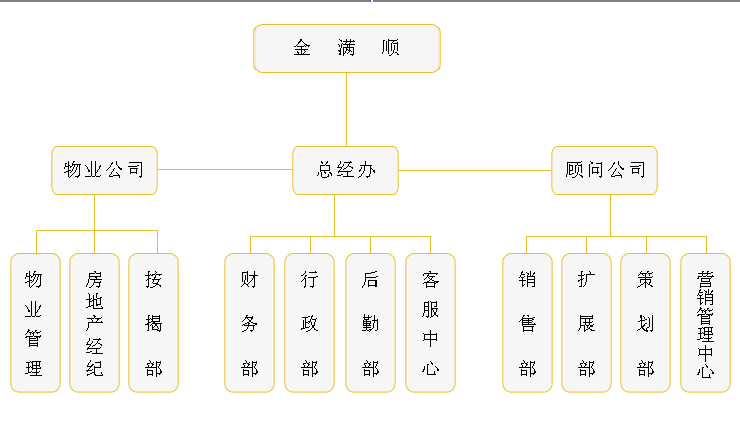 金满顺
物业公司
总经办
顾问公司
物业管理
房地产经纪
按揭部
财务部
行政部
后勤部
客服中心
销售部
扩展部
策划部
营销管理中心